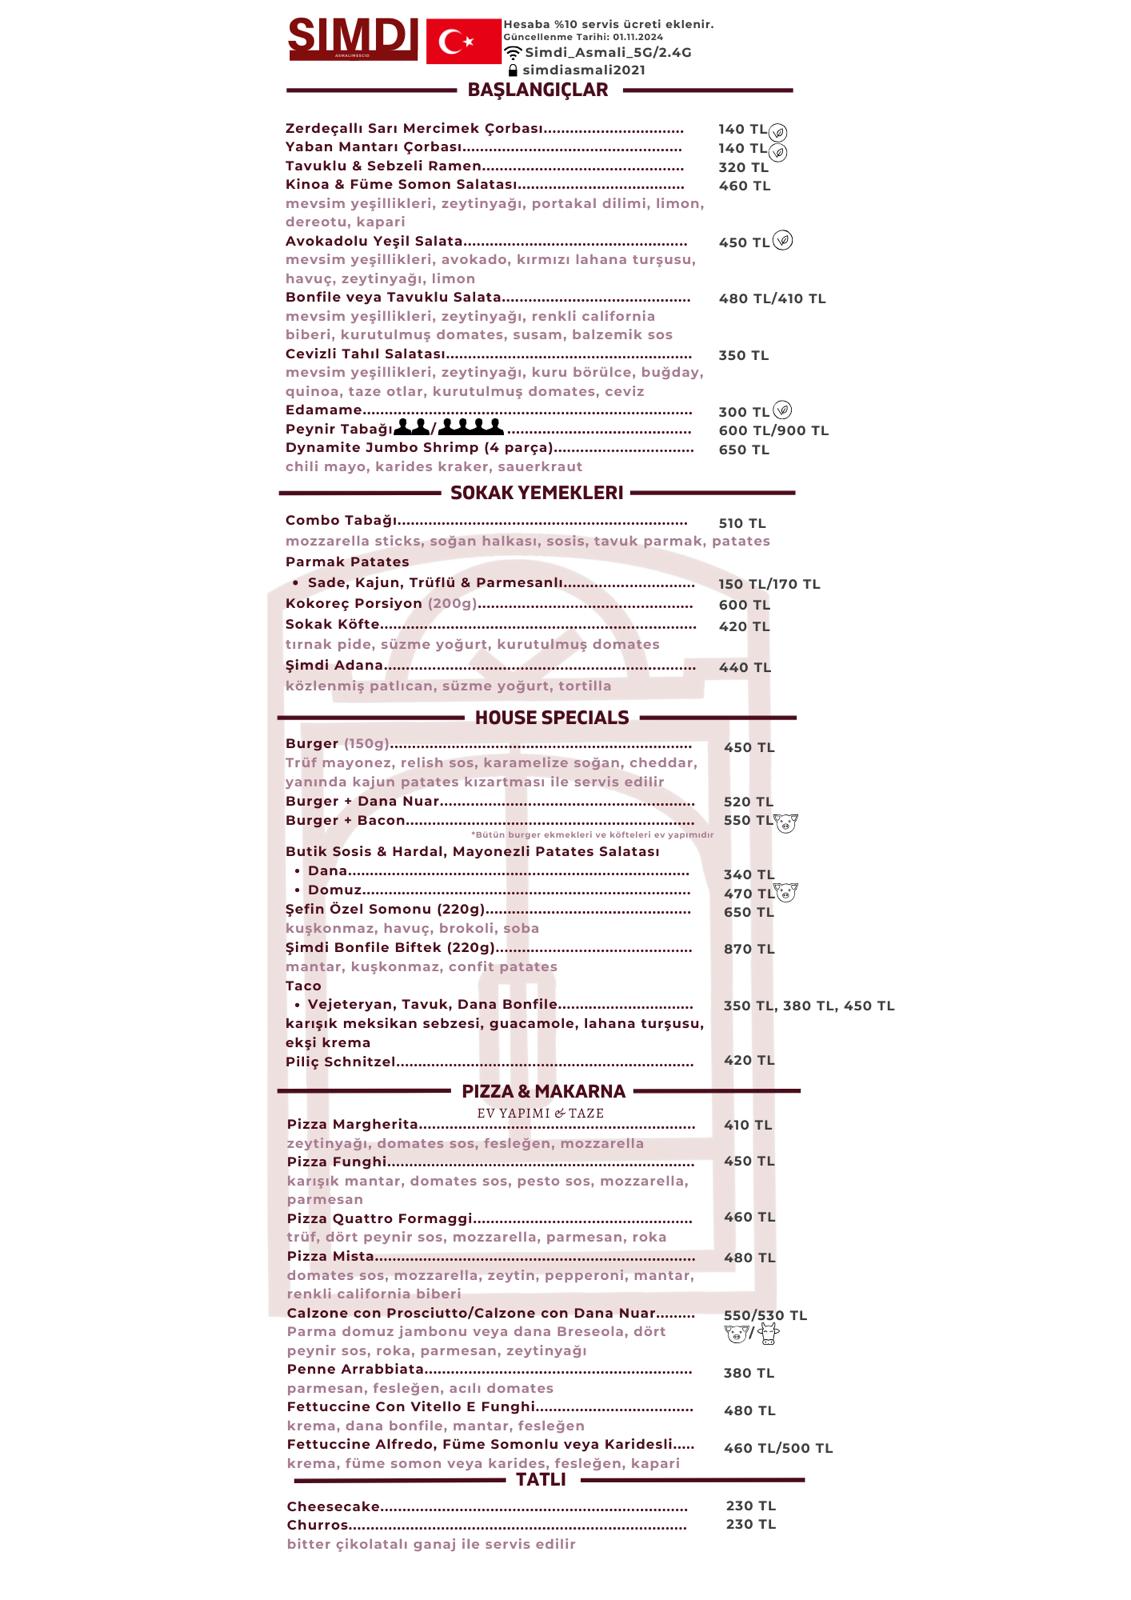 SIMDI
ASMALIMESCID
Hesaba %10 servis ücreti eklenir.
Güncellenme Tarihi: 01.11.2024
Simdi_Asmali_5G/2.4G
simdiasmali2021
BAŞLANGIÇLAR
Zerdeçallı Sarı Mercimek Çorbası................................ 140 TL
Yaban Mantarı Çorbası.................................................. 140 TL
Tavuklu & Sebzeli Ramen.............................................. 320 TL
Kinoa & Füme Somon Salatası...................................... 460 TL
mevsim yeşillikleri, zeytinyağı, portakal dilimi, limon,
dereotu, kapari
Avokadolu Yeşil Salata................................................... 450 TL
mevsim yeşillikleri, avokado, kırmızı lahana turşusu,
havuç, zeytinyağı, limon
Bonfile veya Tavuklu Salata........................................... 480 TL/410 TL
mevsim yeşillikleri, zeytinyağı, renkli california
biberi, kurutulmuş domates, susam, balzemik sos
Cevizli Tahıl Salatası........................................................ 350 TL
mevsim yeşillikleri, zeytinyağı, kuru börülce, buğday,
quinoa, taze otlar, kurutulmuş domates, ceviz
Edamame........................................................................... 300 TL
Peynir Tabağı / .......................................... 600 TL/900 TL
Dynamite Jumbo Shrimp (4 parça)................................ 650 TL
chili mayo, karides kraker, sauerkraut
SOKAK YEMEKLERI
Combo Tabağı.................................................................. 510 TL
mozzarella sticks, soğan halkası, sosis, tavuk parmak, patates
Parmak Patates
• Sade, Kajun, Trüflü & Parmesanlı.............................. 150 TL/170 TL
Kokoreç Porsiyon (200g)................................................. 600 TL
Sokak Köfte........................................................................ 420 TL
tırnak pide, süzme yoğurt, kurutulmuş domates
Şimdi Adana....................................................................... 440 TL
közlenmiş patlıcan, süzme yoğurt, tortilla
HOUSE SPECIALS
Burger (150g)..................................................................... 450 TL
Trüf mayonez, relish sos, karamelize soğan, cheddar,
yanında kajun patates kızartması ile servis edilir
Burger + Dana Nuar.......................................................... 520 TL
Burger + Bacon.................................................................. 550 TL
*Bütün burger ekmekleri ve köfteleri ev yapımıdır
Butik Sosis & Hardal, Mayonezli Patates Salatası
• Dana.............................................................................. 340 TL
• Domuz........................................................................... 470 TL
Şefin Özel Somonu (220g)............................................... 650 TL
kuşkonmaz, havuç, brokoli, soba
Şimdi Bonfile Biftek (220g)............................................. 870 TL
mantar, kuşkonmaz, confit patates
Taco
• Vejeteryan, Tavuk, Dana Bonfile............................... 350 TL, 380 TL, 450 TL
karışık meksikan sebzesi, guacamole, lahana turşusu,
ekşi krema
Piliç Schnitzel.................................................................... 420 TL
PIZZA & MAKARNA
EV YAPIMI & TAZE
Pizza Margherita............................................................... 410 TL
zeytinyağı, domates sos, fesleğen, mozzarella
Pizza Funghi...................................................................... 450 TL
karışık mantar, domates sos, pesto sos, mozzarella,
parmesan
Pizza Quattro Formaggi.................................................. 460 TL
trüf, dört peynir sos, mozzarella, parmesan, roka
Pizza Mista......................................................................... 480 TL
domates sos, mozzarella, zeytin, pepperoni, mantar,
renkli california biberi
Calzone con Prosciutto/Calzone con Dana Nuar......... 550/530 TL
Parma domuz jambonu veya dana Breseola, dört /
peynir sos, roka, parmesan, zeytinyağı
Penne Arrabbiata............................................................. 380 TL
parmesan, fesleğen, acılı domates
Fettuccine Con Vitello E Funghi.................................... 480 TL
krema, dana bonfile, mantar, fesleğen
Fettuccine Alfredo, Füme Somonlu veya Karidesli..... 460 TL/500 TL
krema, füme somon veya karides, fesleğen, kapari
TATLI
Cheesecake...................................................................... 230 TL
Churros............................................................................. 230 TL
bitter çikolatalı ganaj ile servis edilir